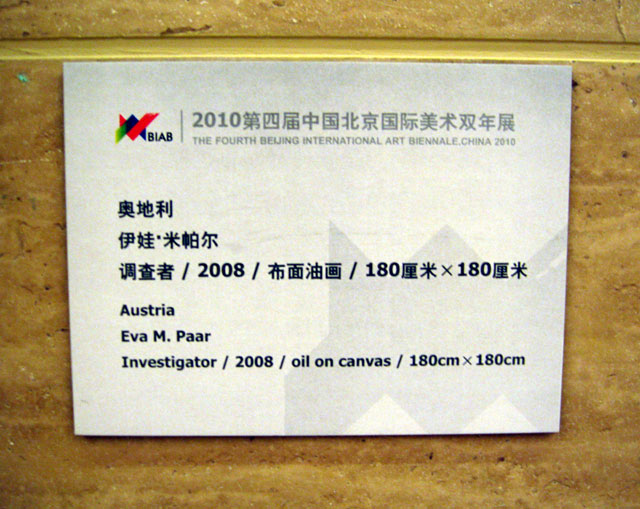 BIAB
2010第四届中国北京国际美术双年展
THE FOURTH BEIJING INTERNATIONAL ART BIENNALE.CHINA 2010
奥地利
伊娃·米帕尔
调查者 / 2008 / 布面油画 / 180厘米×180厘米
Austria
Eva M. Paar
Investigator / 2008 / oil on canvas / 180cm×180cm